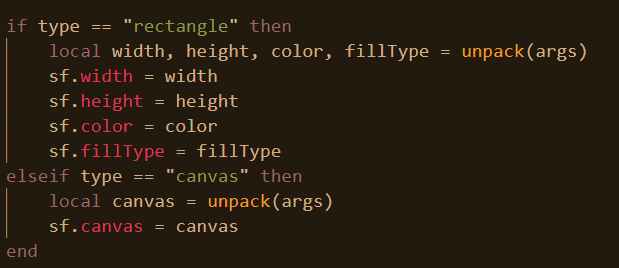 if type == "rectangle" then
    local width, height, color, fillType = unpack(args)
    sf.width = width
    sf.height = height
    sf.color = color
    sf.fillType = fillType
elseif type == "canvas" then
    local canvas = unpack(args)
    sf.canvas = canvas
end